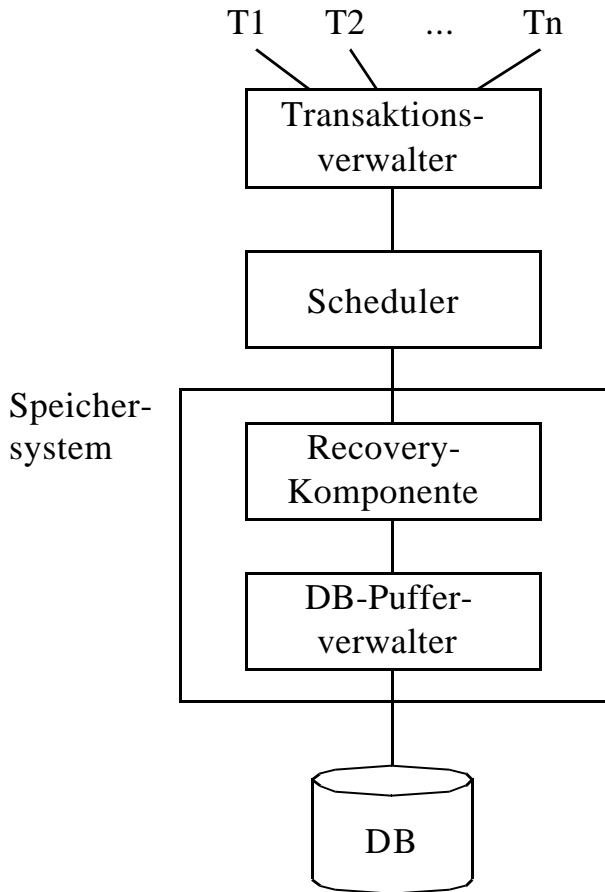 T1 T2 ... Tn
Transaktions-
verwalter
Scheduler
Speicher-
system
Recovery-
Komponente
DB-Puffer-
verwalter
DB